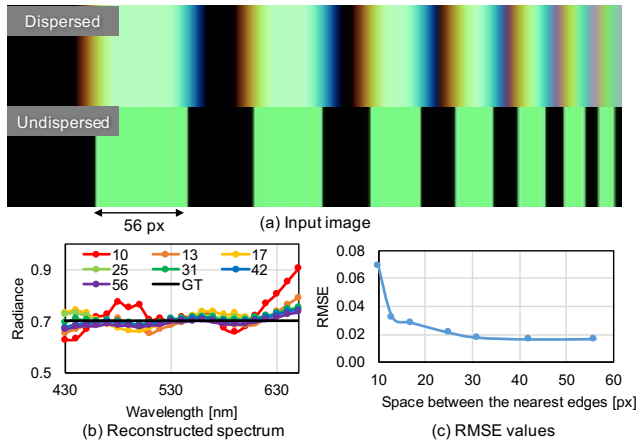 Dispersed
Undispersed
56 px
(a) Input image
10 13 17
25 31 42
56 GT
0.9
0.7
0.5
Radiance
430 530 630
Wavelength [nm]
(b) Reconstructed spectrum
0.08
0.06
0.04
0.02
0.00
RMSE
10 20 30 40 50 60
Space between the nearest edges [px]
(c) RMSE values